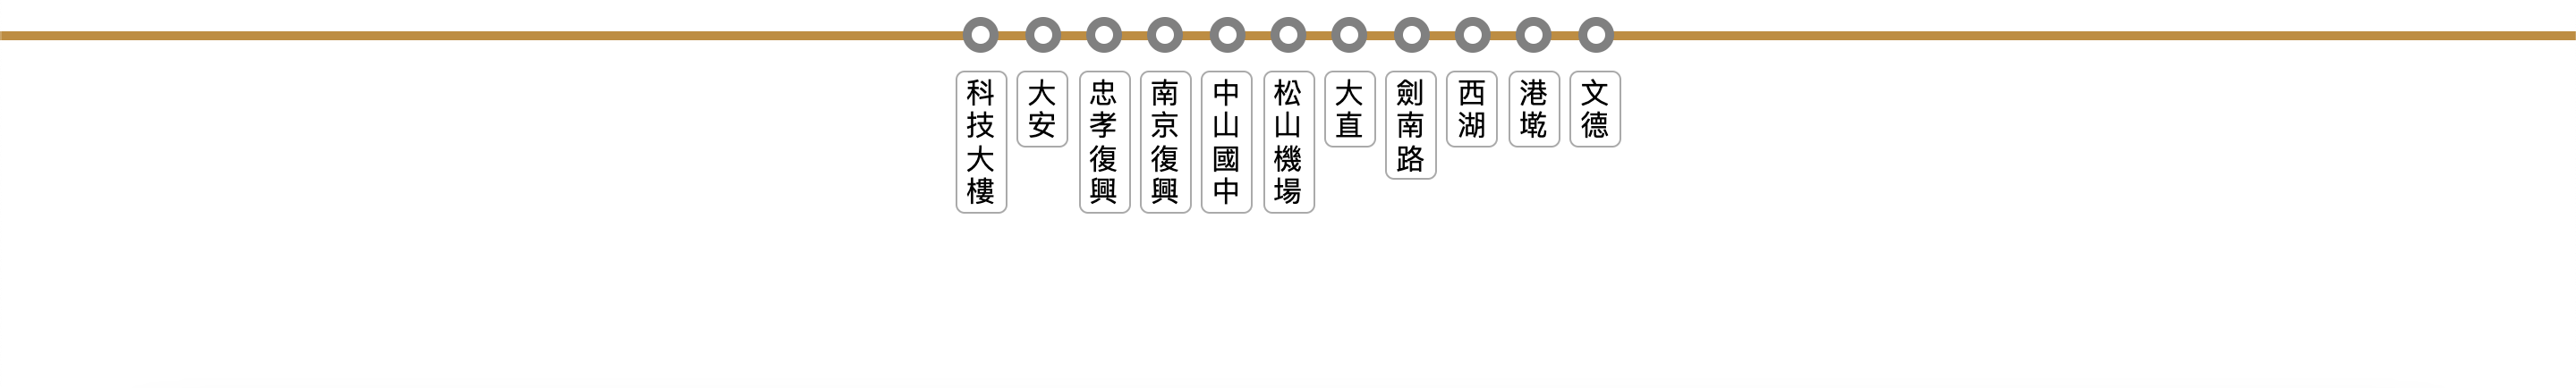 科技大樓
大安
忠孝復興
南京復興
中山國中
松山機場
大直
劍南路
西湖
港墘
文德